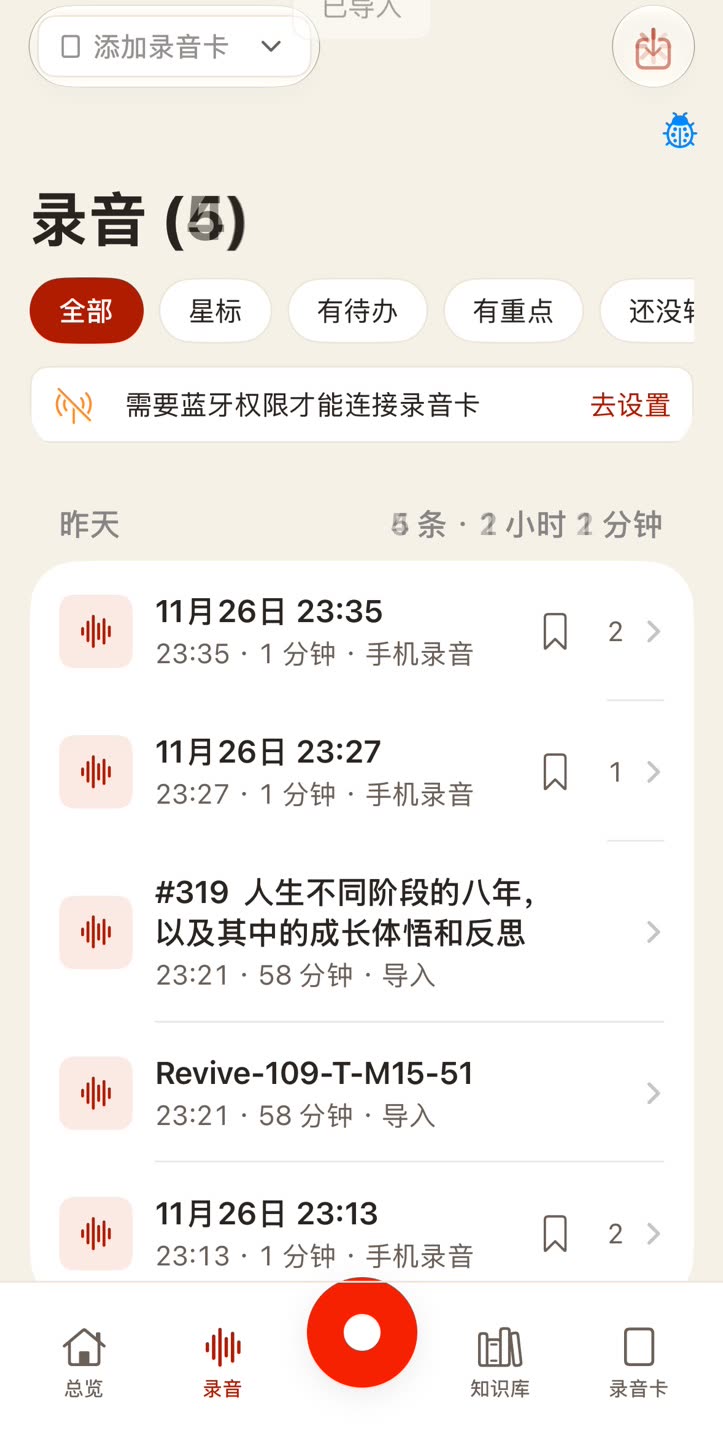 已导入
添加录音卡
录音 (5)
全部
星标
有待办
有重点
还没
需要蓝牙权限才能连接录音卡
去设置
昨天
条 · 小时 分钟
11月26日 23:35
23:35 · 1 分钟 · 手机录音
2
11月26日 23:27
23:27 · 1 分钟 · 手机录音
1
#319 人生不同阶段的八年，
以及其中的成长体悟和反思
23:21 · 58 分钟 · 导入
Revive-109-T-M15-51
23:21 · 58 分钟 · 导入
11月26日 23:13
23:13 · 1 分钟 · 手机录音
2
总览
录音
知识库
录音卡